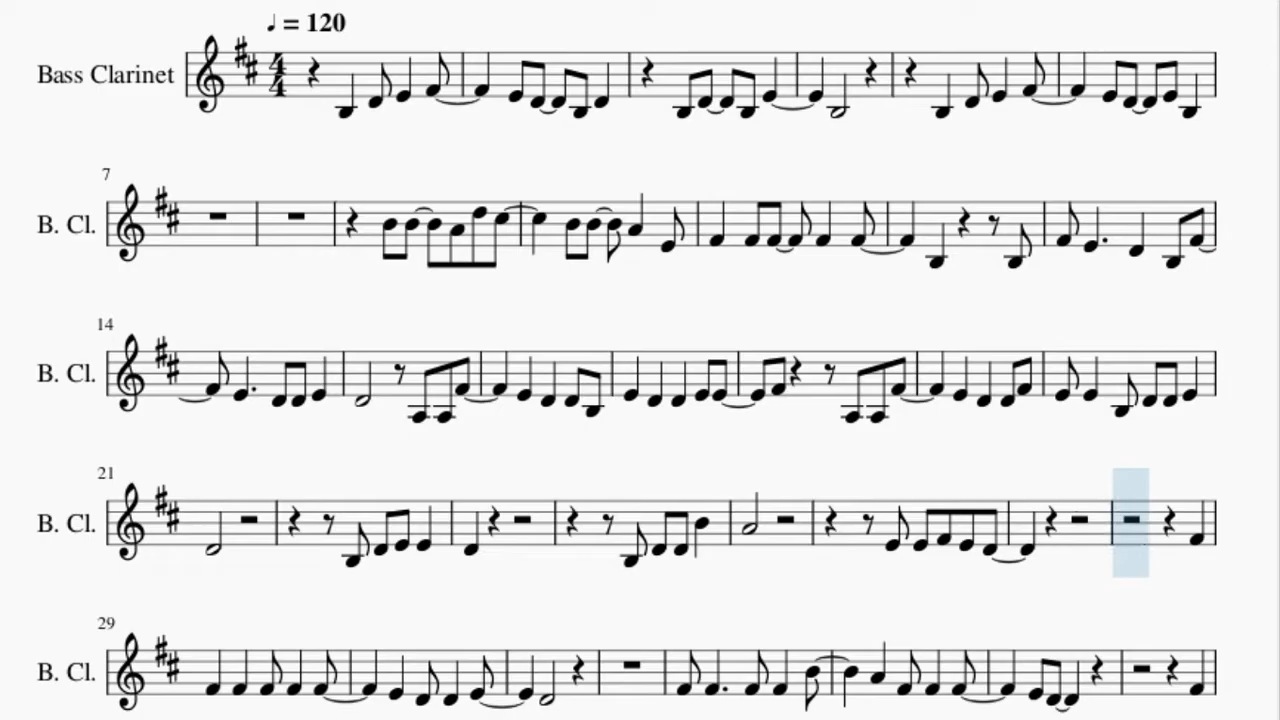 ♩ = 120
Bass Clarinet
4/4
7
B. Cl.
14
B. Cl.
21
B. Cl.
29
B. Cl.